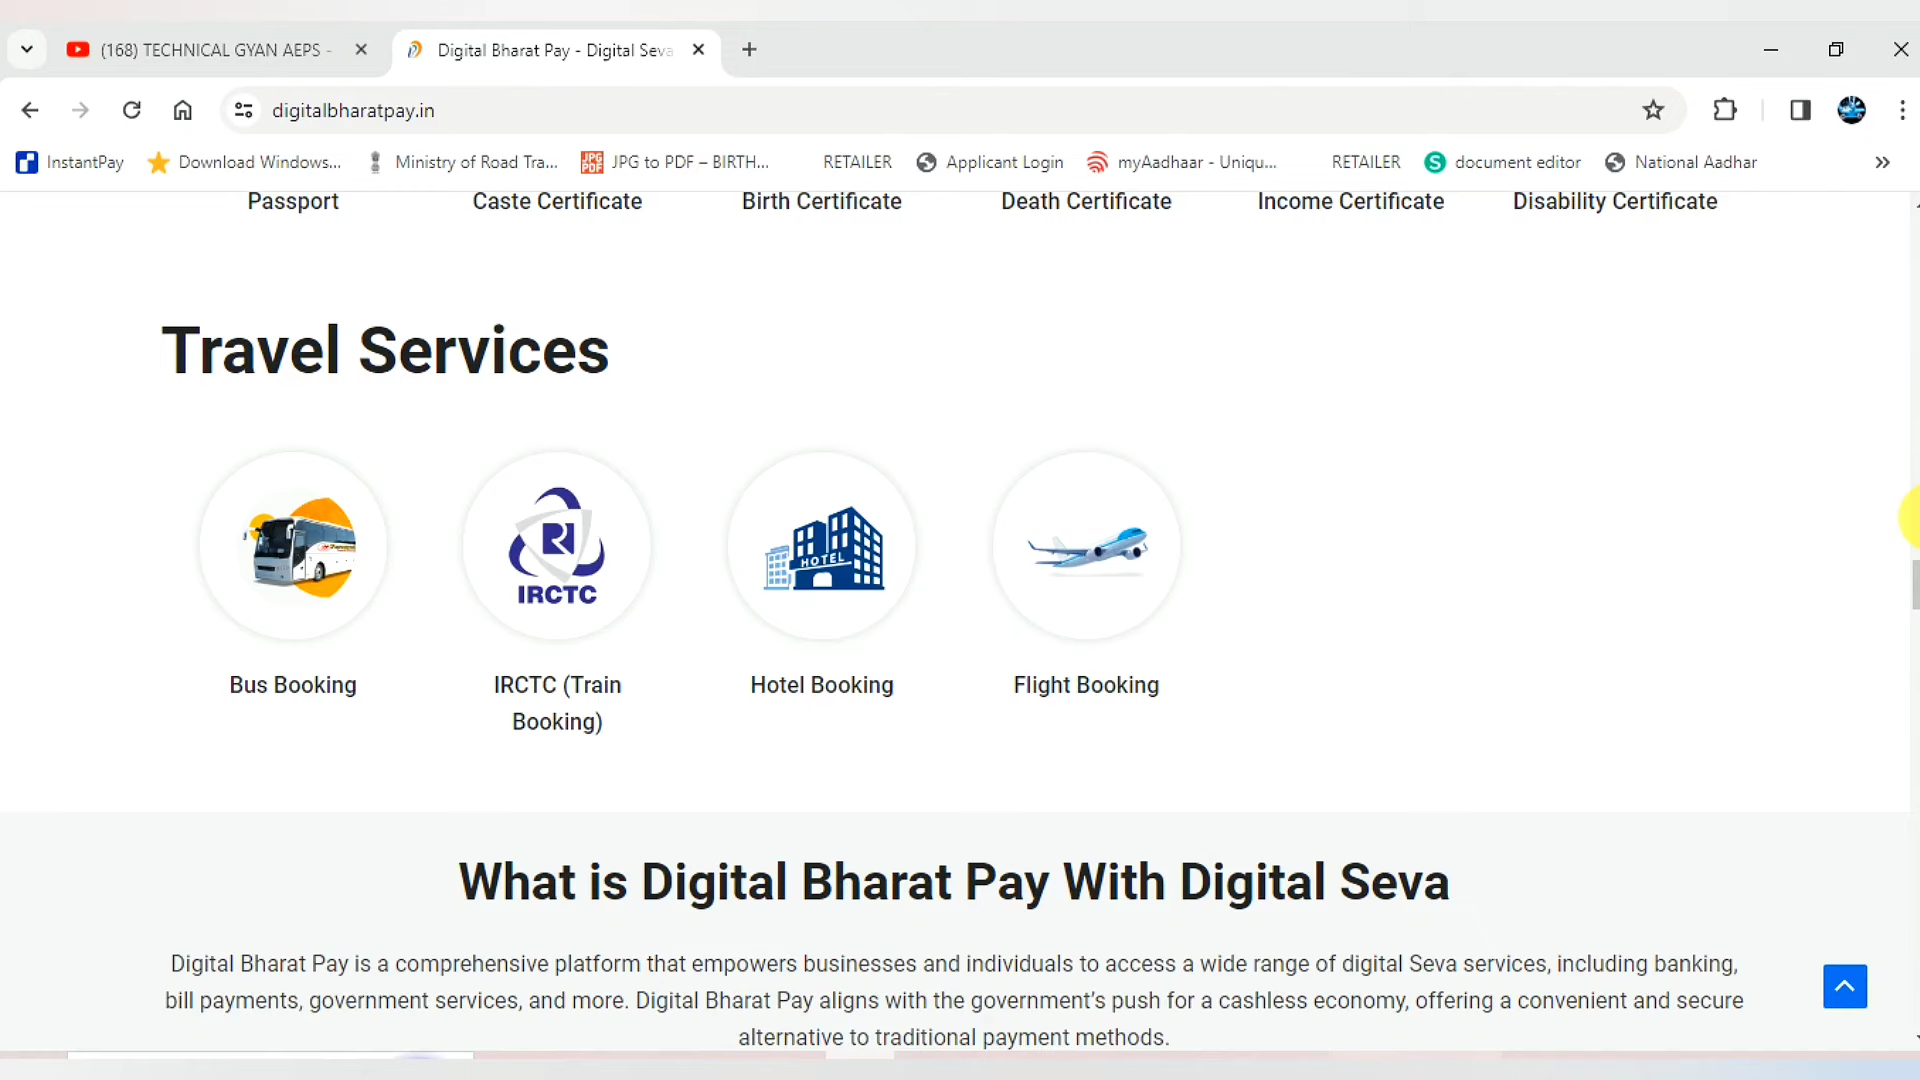 (168) TECHNICAL GYAN AEPS -
Digital Bharat Pay - Digital Seva
digitalbharatpay.in
InstantPay
Download Windows...
Ministry of Road Tra...
JPG to PDF – BIRTH...
RETAILER
Applicant Login
myAadhaar - Uniqu...
RETAILER
document editor
National Aadhar
Passport
Caste Certificate
Birth Certificate
Death Certificate
Income Certificate
Disability Certificate
Travel Services
IRCTC
HOTEL
Bus Booking
IRCTC (Train
Booking)
Hotel Booking
Flight Booking
What is Digital Bharat Pay With Digital Seva
Digital Bharat Pay is a comprehensive platform that empowers businesses and individuals to access a wide range of digital Seva services, including banking,
bill payments, government services, and more. Digital Bharat Pay aligns with the government's push for a cashless economy, offering a convenient and secure
alternative to traditional payment methods.